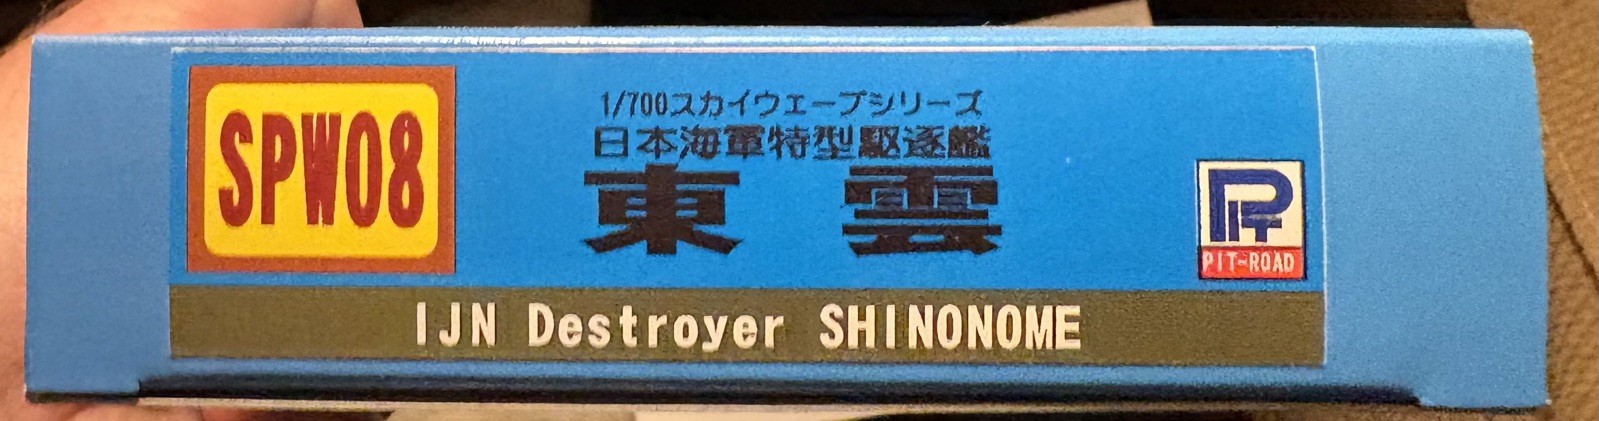 SPW08
1/700スカイウェーブシリーズ
日本海軍特型駆逐艦
東雲
PIT
PIT-ROAD
IJN Destroyer SHINONOME